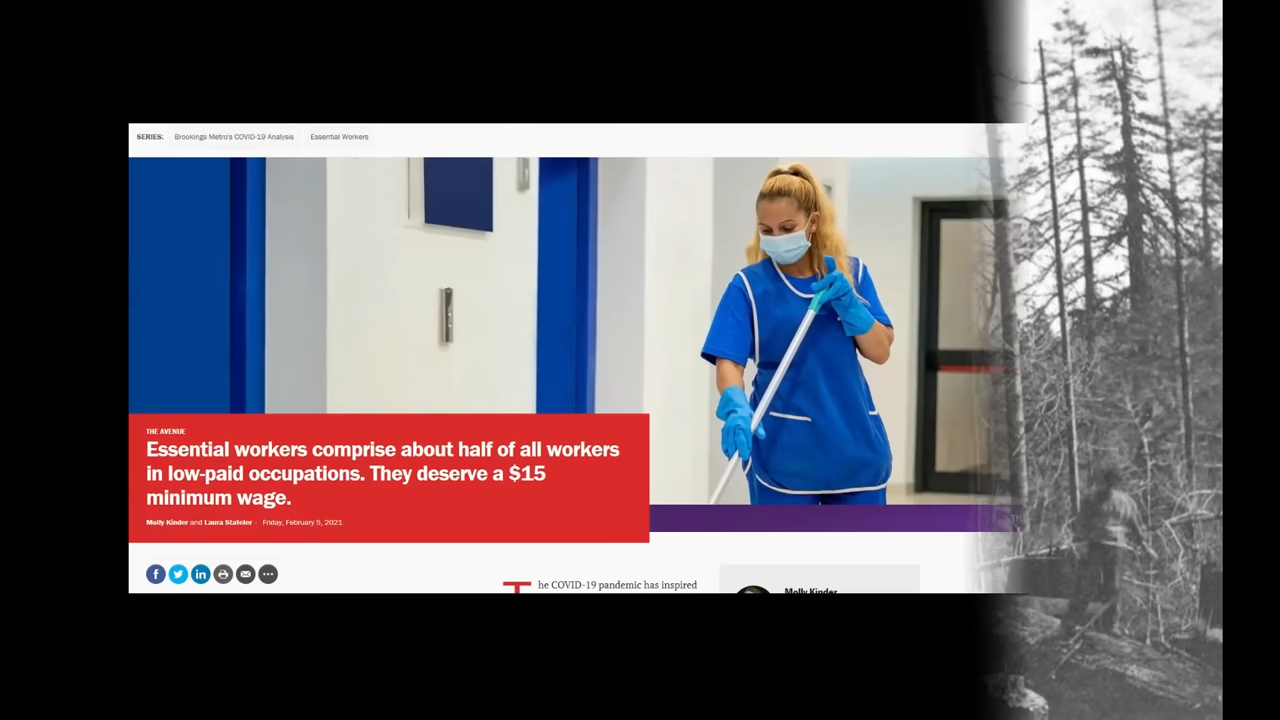 SERIES: Brookings Metro's COVID-19 Analysis Essential Workers
THE AVENUE
Essential workers comprise about half of all workers
in low-paid occupations. They deserve a $15
minimum wage.
Molly Kinder and Laura Stateler · Friday, February 5, 2021
The COVID-19 pandemic has inspired
Molly Kinder